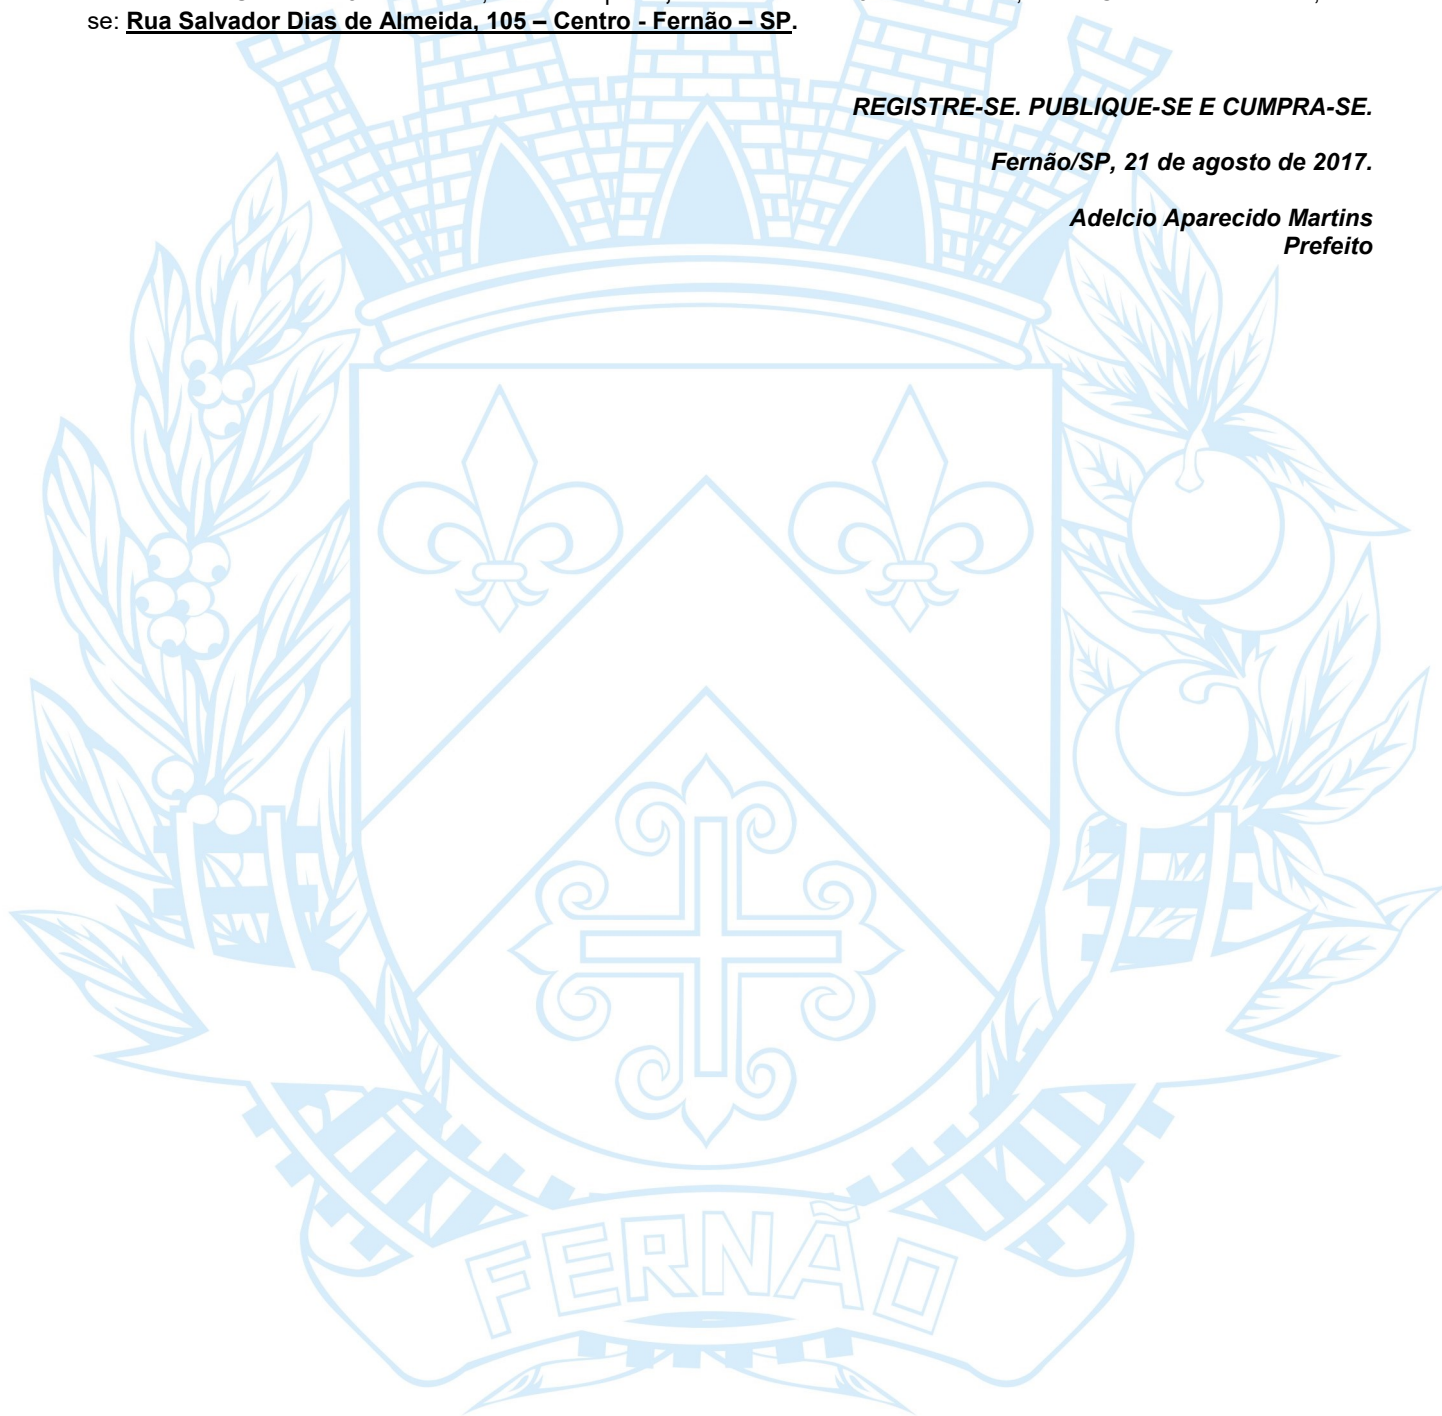 se: Rua Salvador Dias de Almeida, 105 – Centro - Fernão – SP.
REGISTRE-SE. PUBLIQUE-SE E CUMPRA-SE.
Fernão/SP, 21 de agosto de 2017.
Adelcio Aparecido Martins
Prefeito
FERNÃO